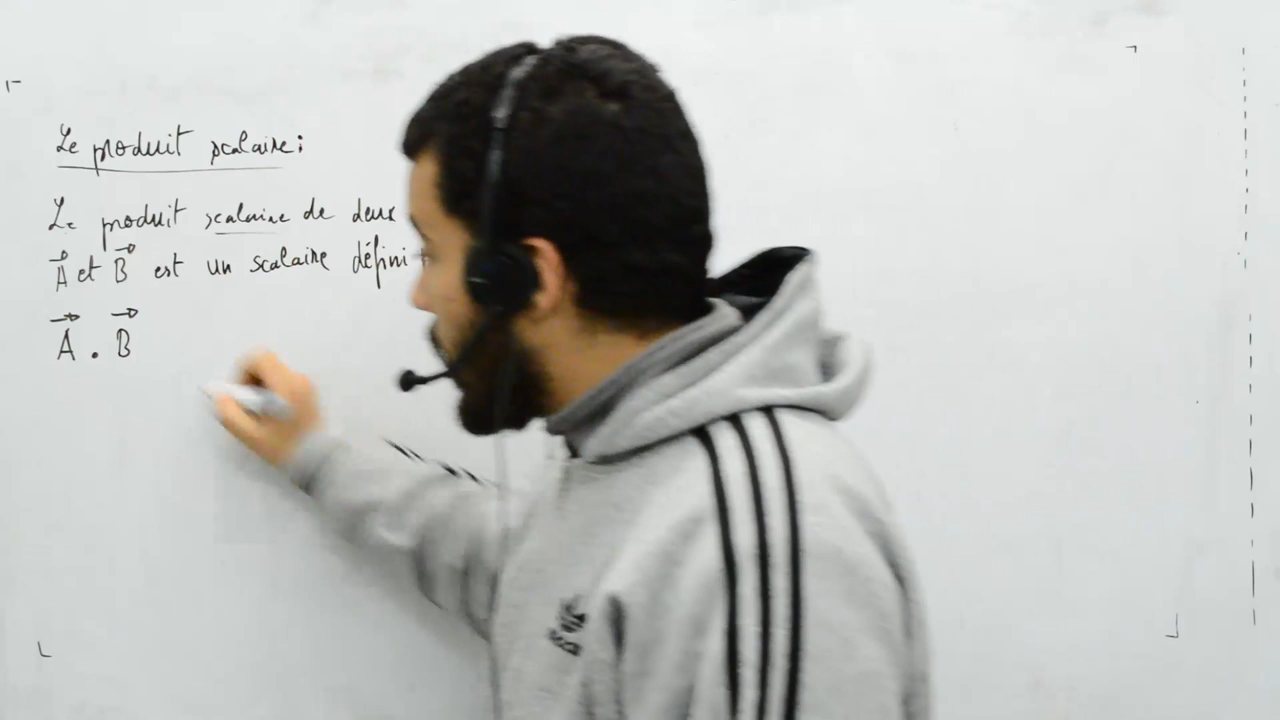 Le produit scalaire :
Le produit scalaire de deux
A⃗ et B⃗ est un scalaire défini
A⃗ . B⃗